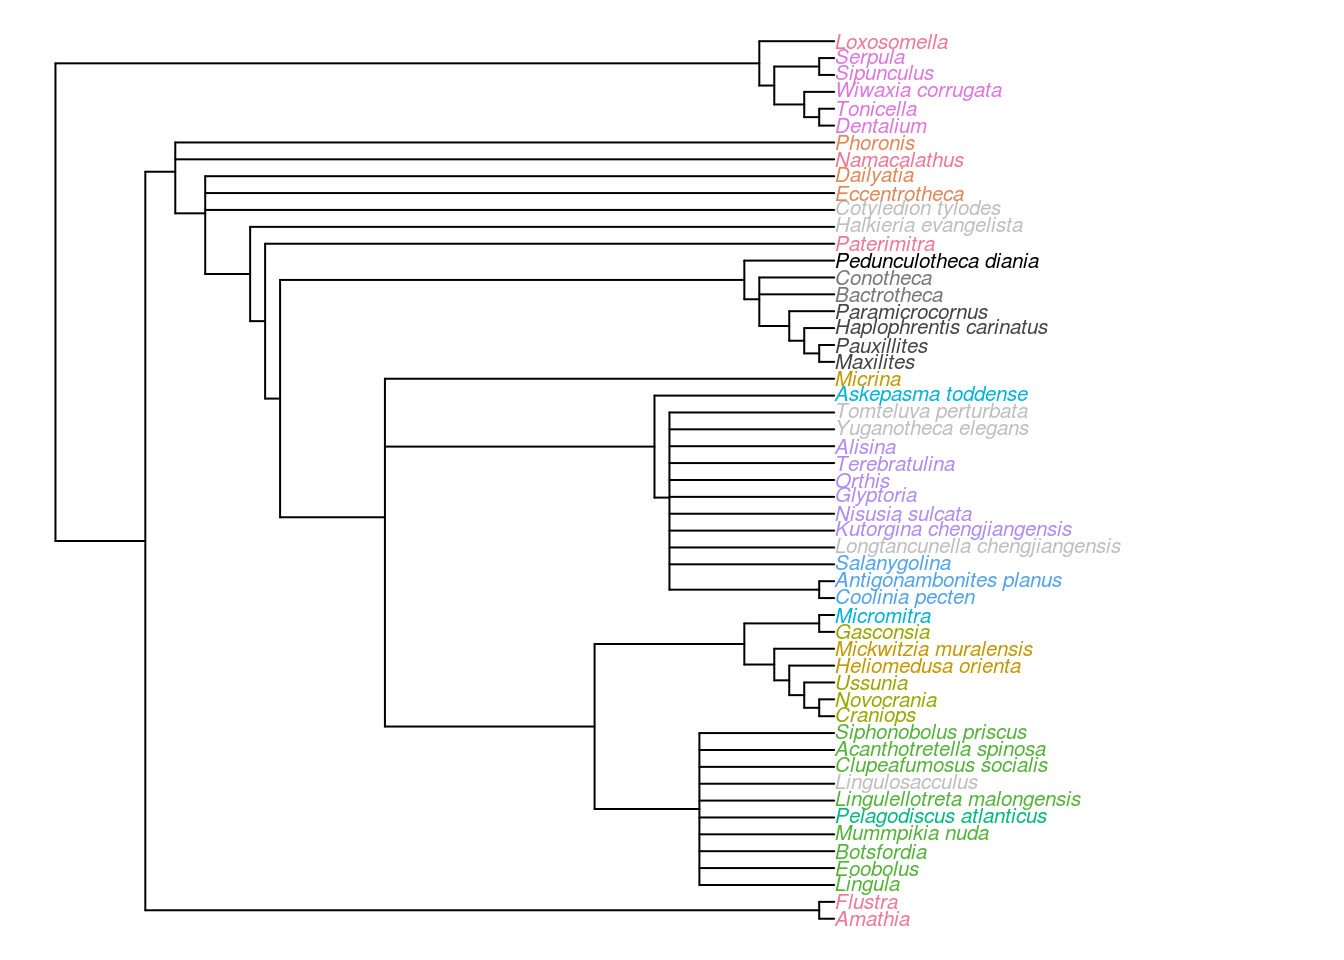 Loxosomella
Serpula
Sipunculus
Wiwaxia corrugata
Tonicella
Dentalium
Phoronis
Namacalathus
Dailyatia
Eccentrotheca
Cotyledion tylodes
Halkieria evangelista
Paterimitra
Pedunculotheca diania
Conotheca
Bactrotheca
Paramicrocornus
Haplophrentis carinatus
Pauxillites
Maxilites
Micrina
Askepasma toddense
Tomteluva perturbata
Yuganotheca elegans
Alisina
Terebratulina
Orthis
Glyptoria
Nisusia sulcata
Kutorgina chengjiangensis
Longtancunella chengjiangensis
Salanygolina
Antigonambonites planus
Coolinia pecten
Micromitra
Gasconsia
Mickwitzia muralensis
Heliomedusa orienta
Ussunia
Novocrania
Craniops
Siphonobolus priscus
Acanthotretella spinosa
Clupeafumosus socialis
Lingulosacculus
Lingulellotreta malongensis
Pelagodiscus atlanticus
Mummpikia nuda
Botsfordia
Eoobolus
Lingula
Flustra
Amathia